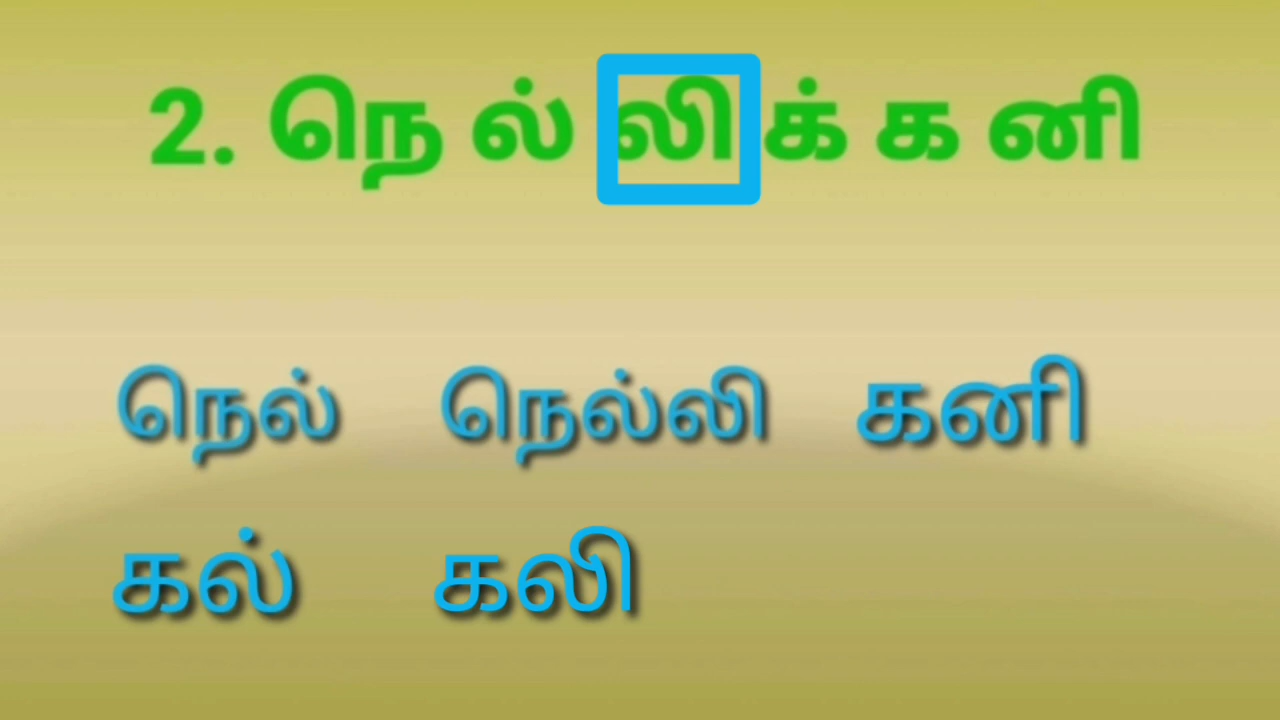 2. நெ ல் லி க் க னி
நெல் நெல்லி கனி
கல் கலி